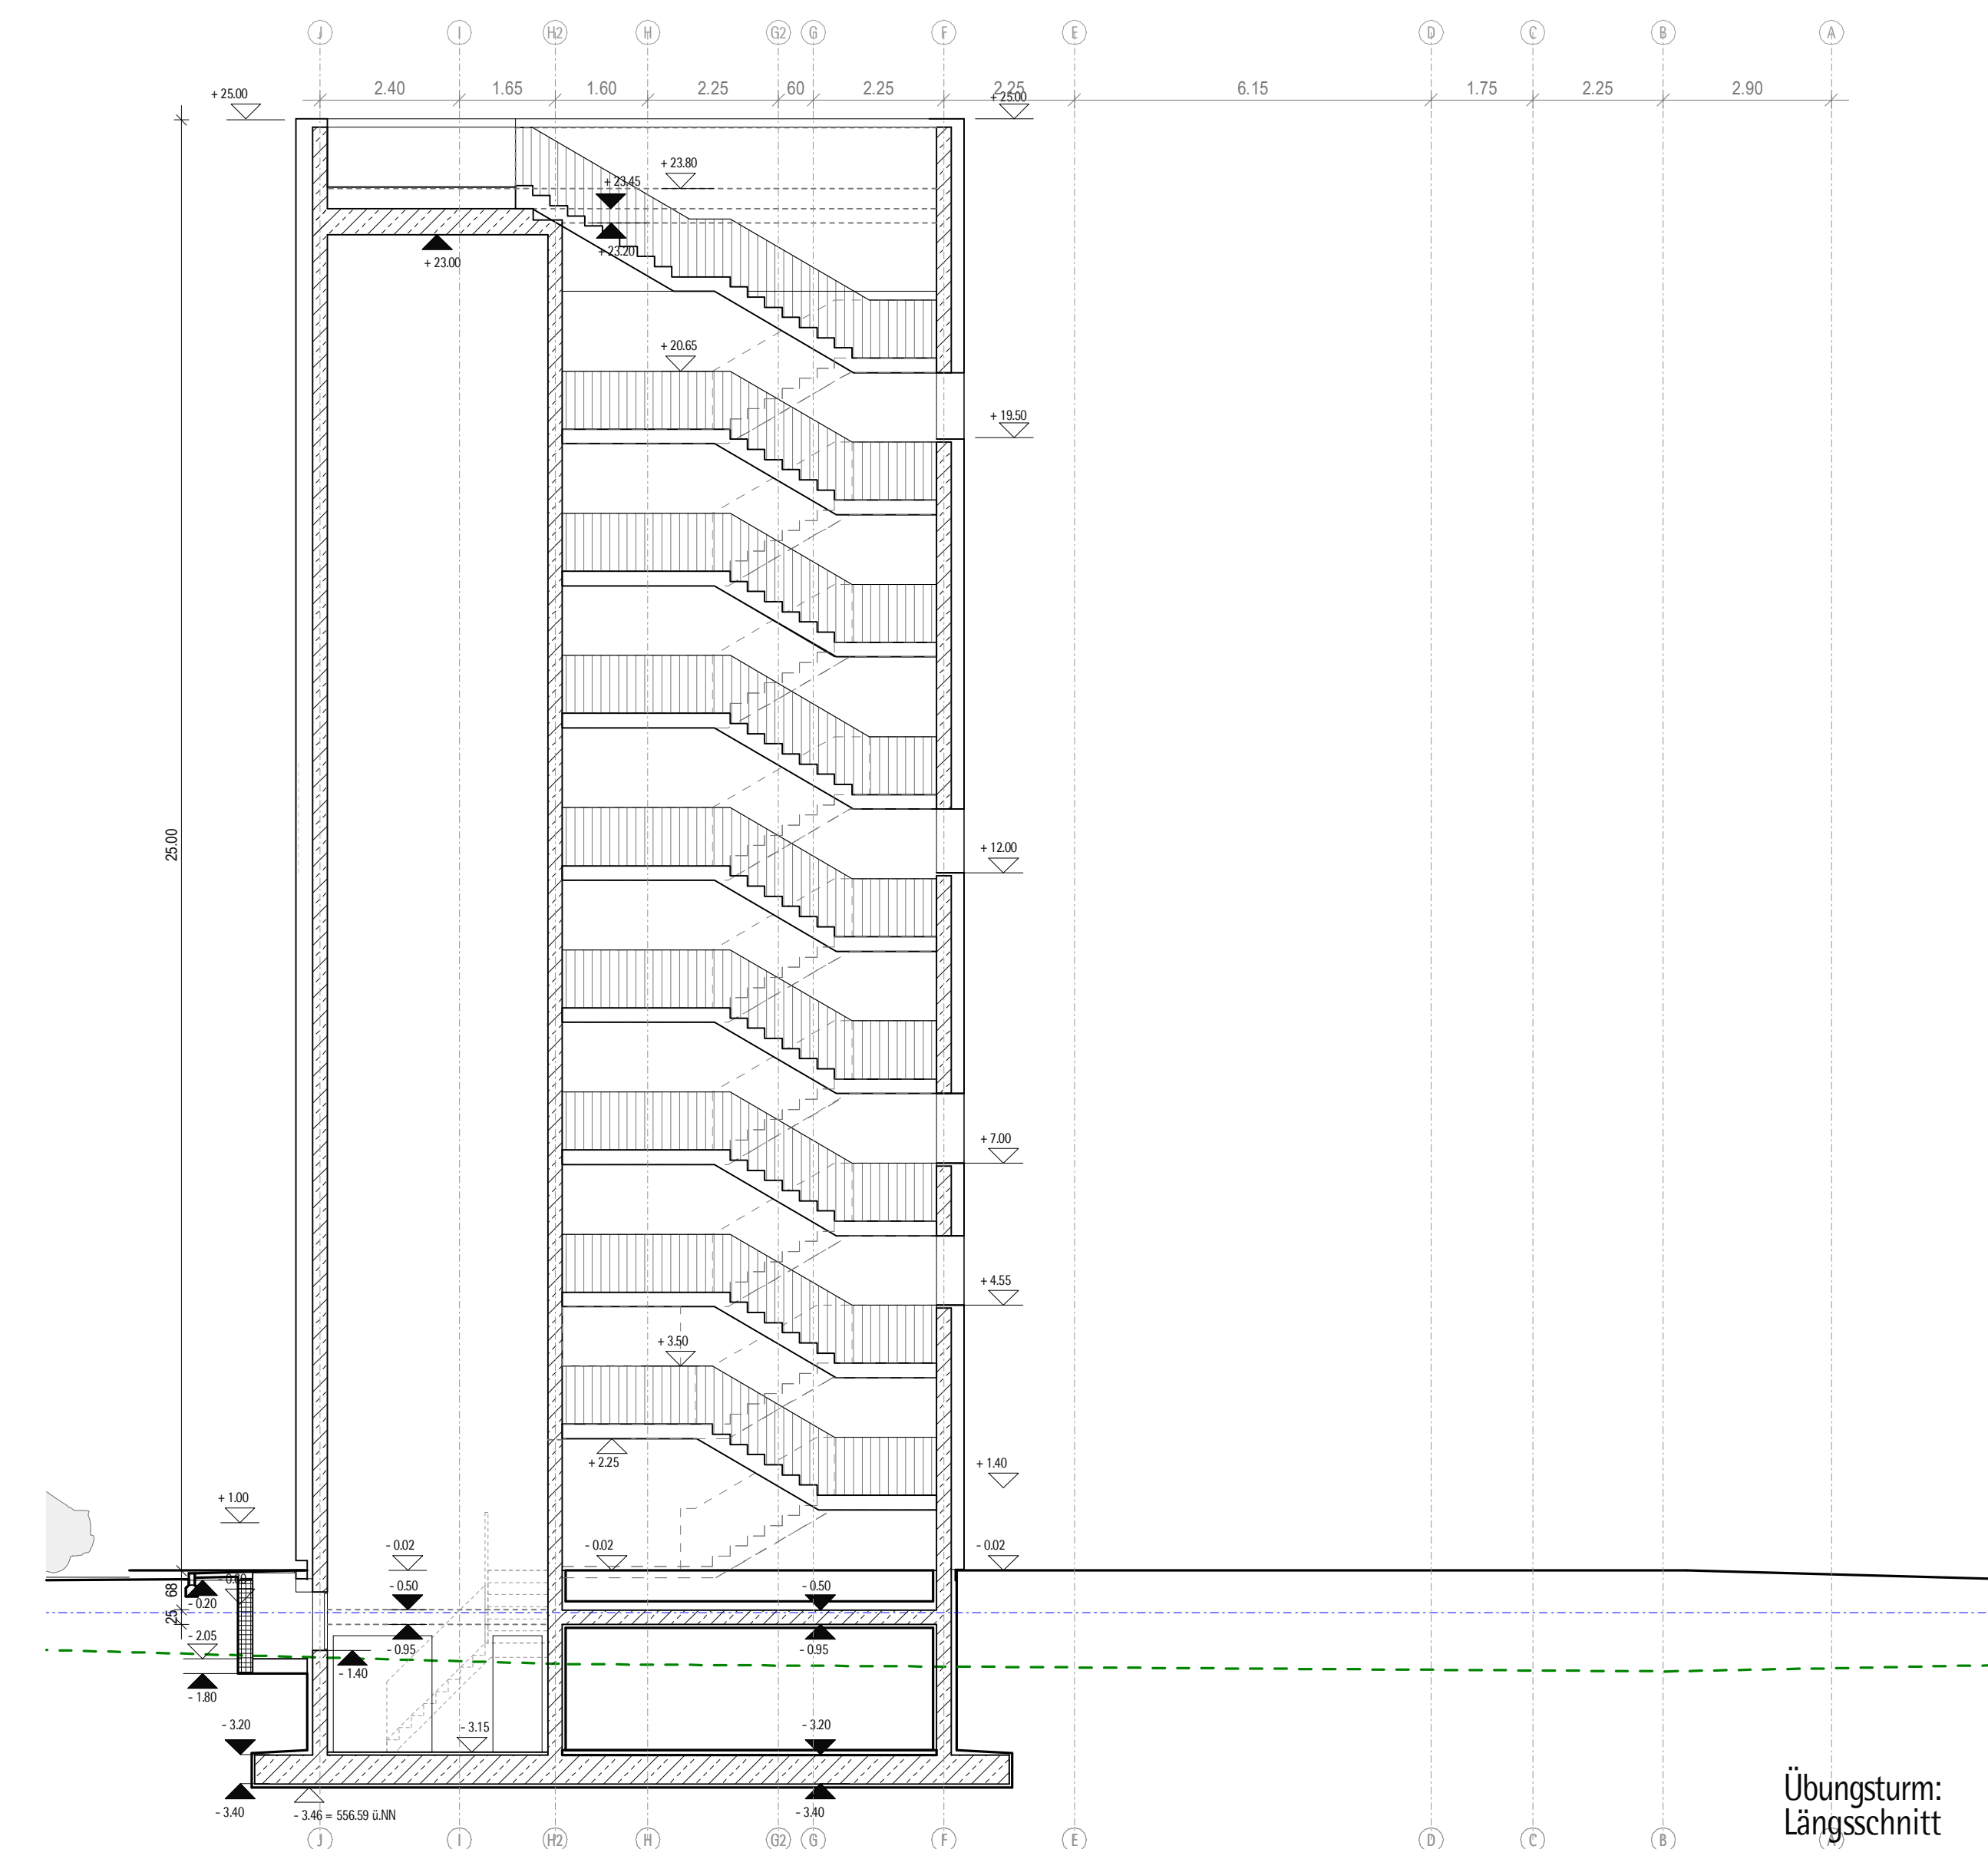 J I H2 H G2 G F E D C B A
2.40 1.65 1.60 2.25 60 2.25 2.25 6.15 1.75 2.25 2.90
+ 25.00 + 25.00
+ 23.80
+ 23.45
+ 23.20
+ 23.00
+ 20.65
+ 19.50
25.00
+ 12.00
+ 7.00
+ 4.55
+ 3.50
+ 2.25
+ 1.40
+ 1.00
- 0.02 - 0.02 - 0.02
68
- 0.50 - 0.50
- 0.20
25
- 2.05 - 0.95 - 0.95
- 1.40
- 1.80
- 3.20 - 3.15 - 3.20
- 3.40 - 3.46 = 556.59 ü.NN - 3.40
Übungsturm:
Längsschnitt
J I H2 H G2 G F E D C B A